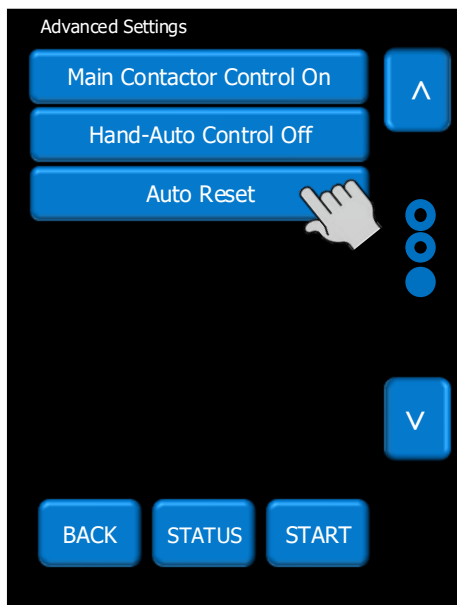 Advanced Settings
Main Contactor Control On
Hand-Auto Control Off
Auto Reset
BACK
STATUS
START